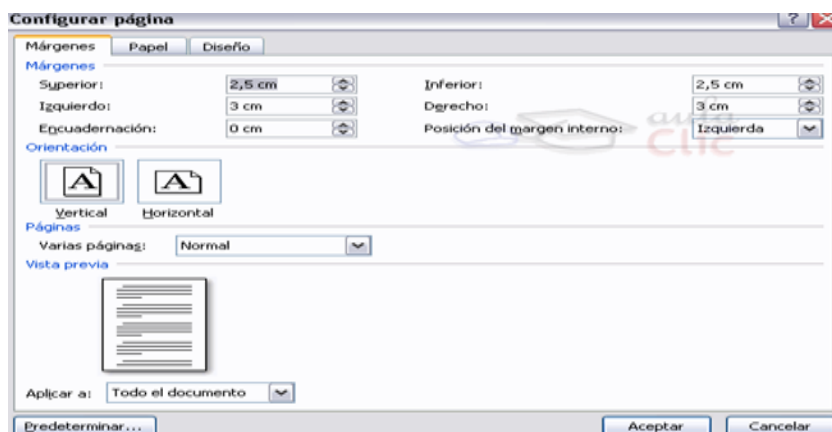 Configurar página
Márgenes Papel Diseño
Márgenes
Superior: 2,5 cm Inferior: 2,5 cm
Izquierdo: 3 cm Derecho: 3 cm
Encuadernación: 0 cm Posición del margen interno: Izquierda
aula
Clic
Orientación
A A
Vertical Horizontal
Páginas
Varias páginas: Normal
Vista previa
Aplicar a: Todo el documento
Predeterminar... Aceptar Cancelar